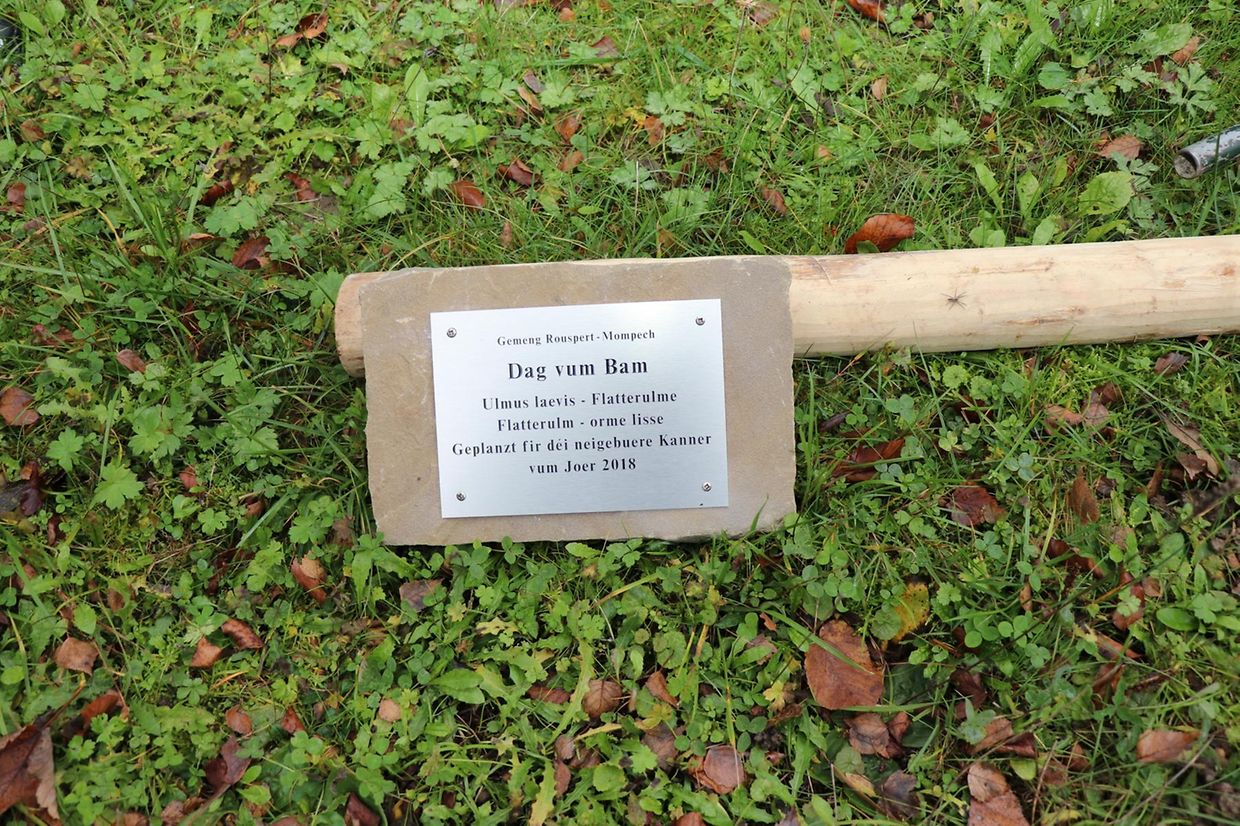 Gemeng Rouspert - Mompech
Dag vum Bam
Ulmus laevis - Flatterulme
Flatterulm - orme lisse
Geplanzt fir déi neigebuere Kanner
vum Joer 2018